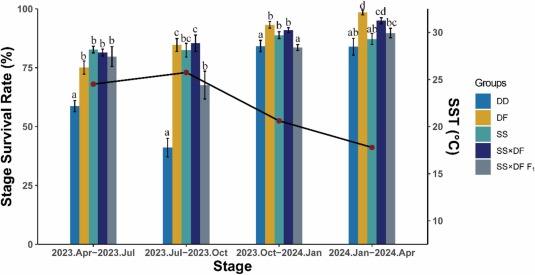 Stage Survival Rate (%)
100
75
50
25
0
a b b b b
a c bc c b
a b b b a
a d ab cd bc
2023.Apr−2023.Jul 2023.Jul−2023.Oct 2023.Oct−2024.Jan 2024.Jan−2024.Apr
Stage
30
25
20
15
10
SST (°C)
Groups
DD
DF
SS
SS×DF
SS×DF F₁